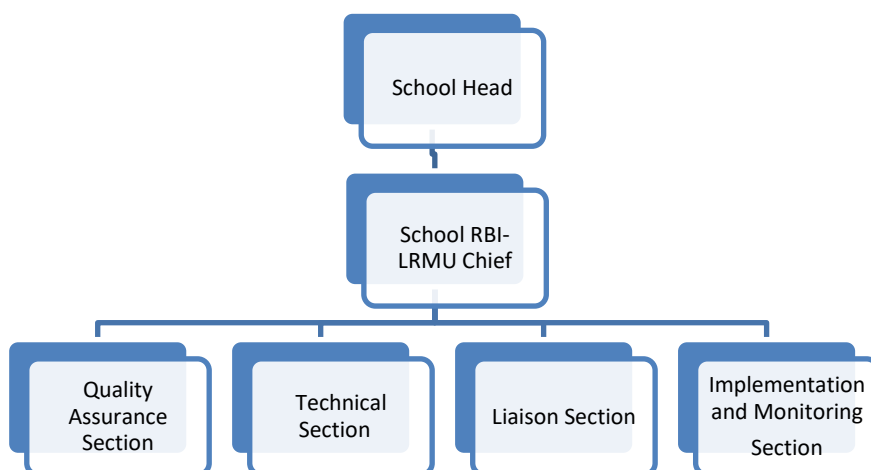 School Head
School RBI-
LRMU Chief
Quality
Assurance
Section
Technical
Section
Liaison Section
Implementation
and Monitoring
Section